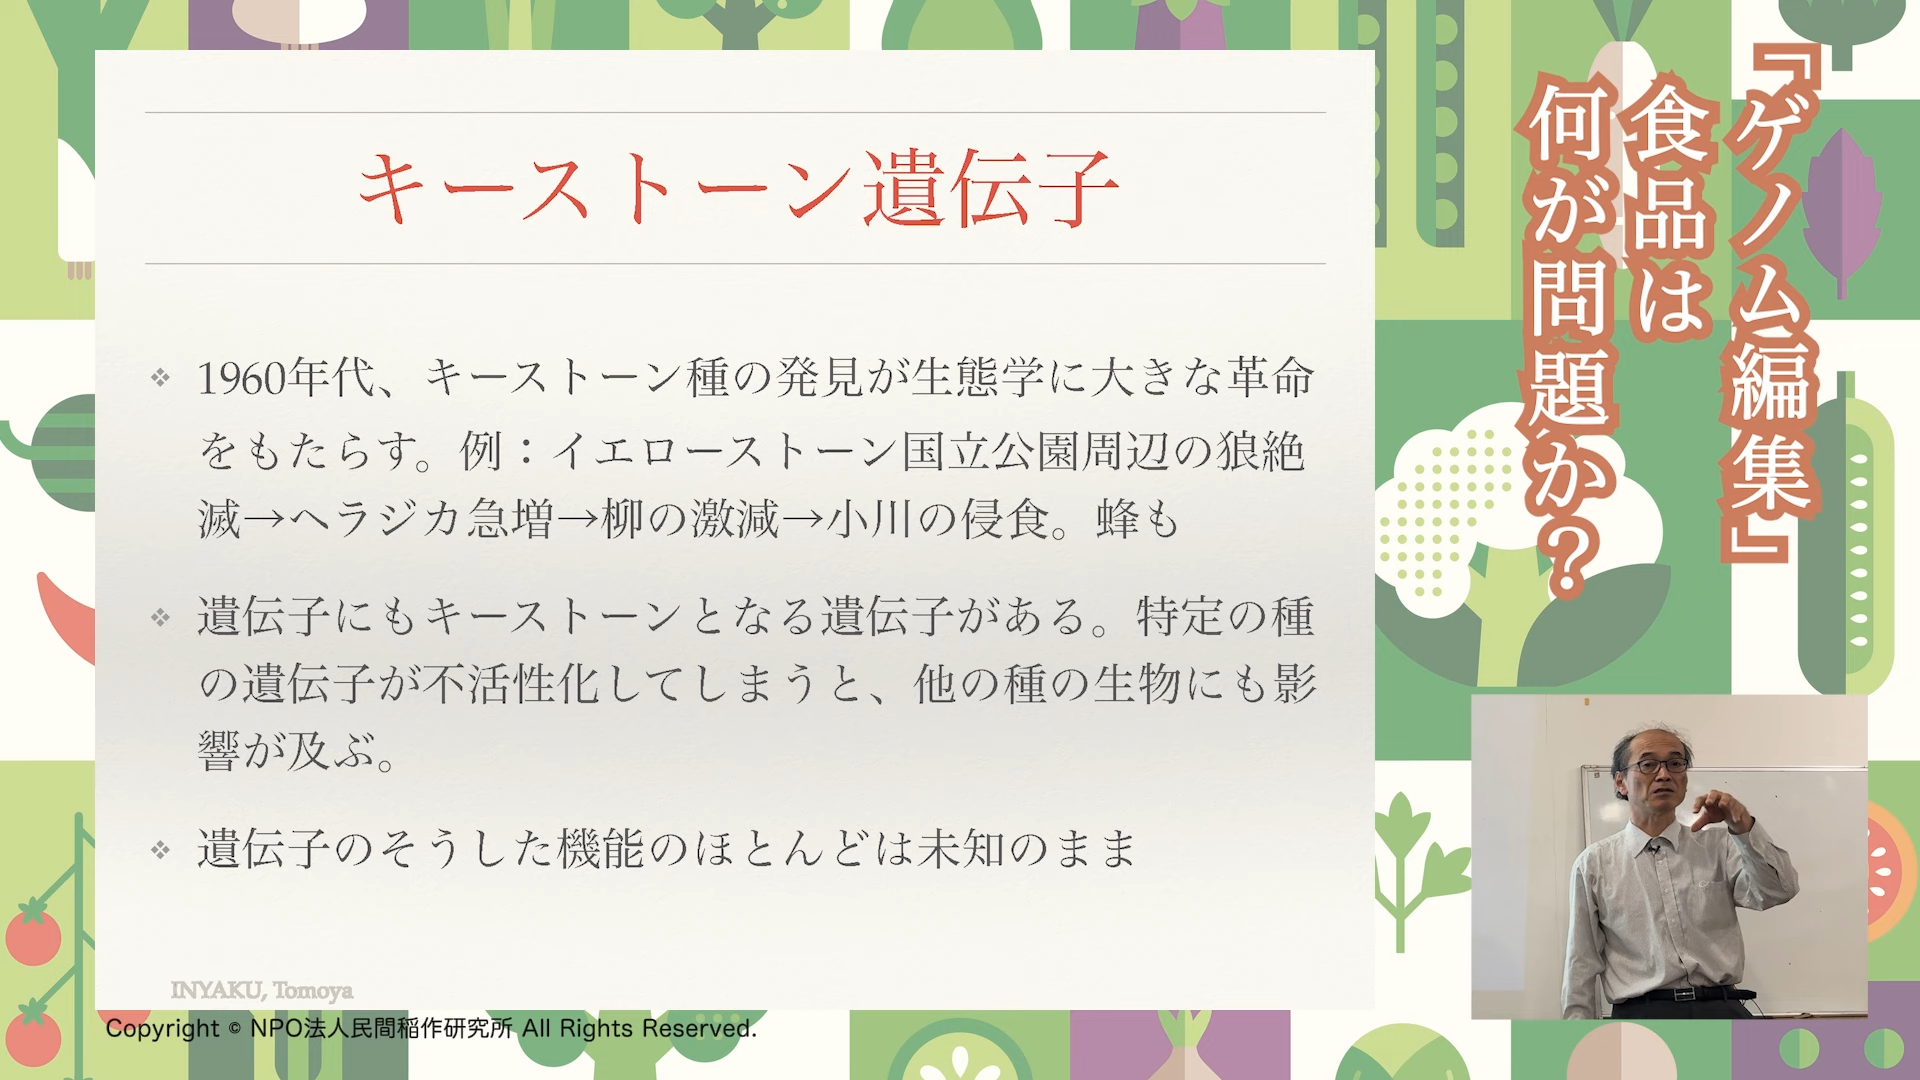 キーストーン遺伝子
❖ 1960年代、キーストーン種の発見が生態学に大きな革命
をもたらす。例：イエローストーン国立公園周辺の狼絶
滅→ヘラジカ急増→柳の激減→小川の侵食。蜂も
❖ 遺伝子にもキーストーンとなる遺伝子がある。特定の種
の遺伝子が不活性化してしまうと、他の種の生物にも影
響が及ぶ。
❖ 遺伝子のそうした機能のほとんどは未知のまま
INYAKU, Tomoya
Copyright © NPO法人民間稲作研究所 All Rights Reserved.
『ゲノム編集』
食品は
何が問題か？